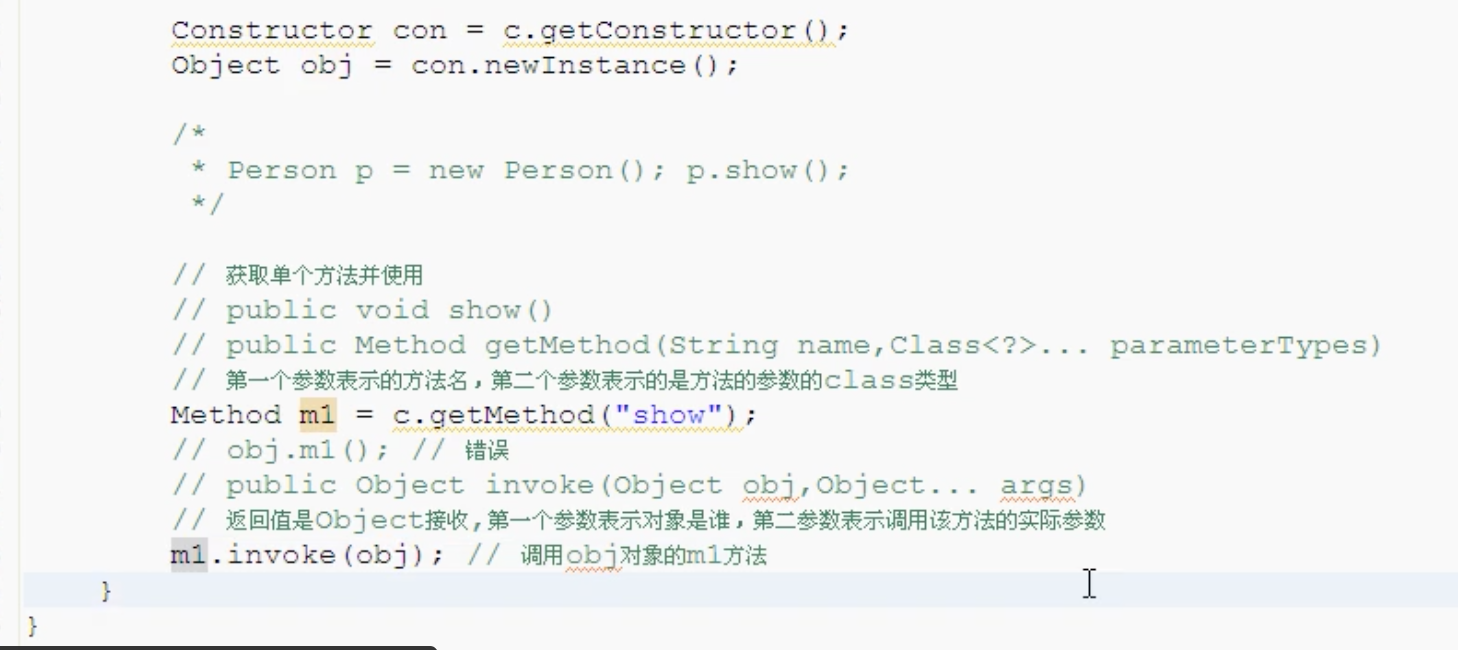 Constructor con = c.getConstructor();
Object obj = con.newInstance();
/*
* Person p = new Person(); p.show();
*/
// 获取单个方法并使用
// public void show()
// public Method getMethod(String name,Class<?>... parameterTypes)
// 第一个参数表示的方法名，第二个参数表示的是方法的参数的class类型
Method m1 = c.getMethod("show");
// obj.m1(); // 错误
// public Object invoke(Object obj,Object... args)
// 返回值是Object接收,第一个参数表示对象是谁，第二参数表示调用该方法的实际参数
m1.invoke(obj); // 调用obj对象的m1方法
}
}